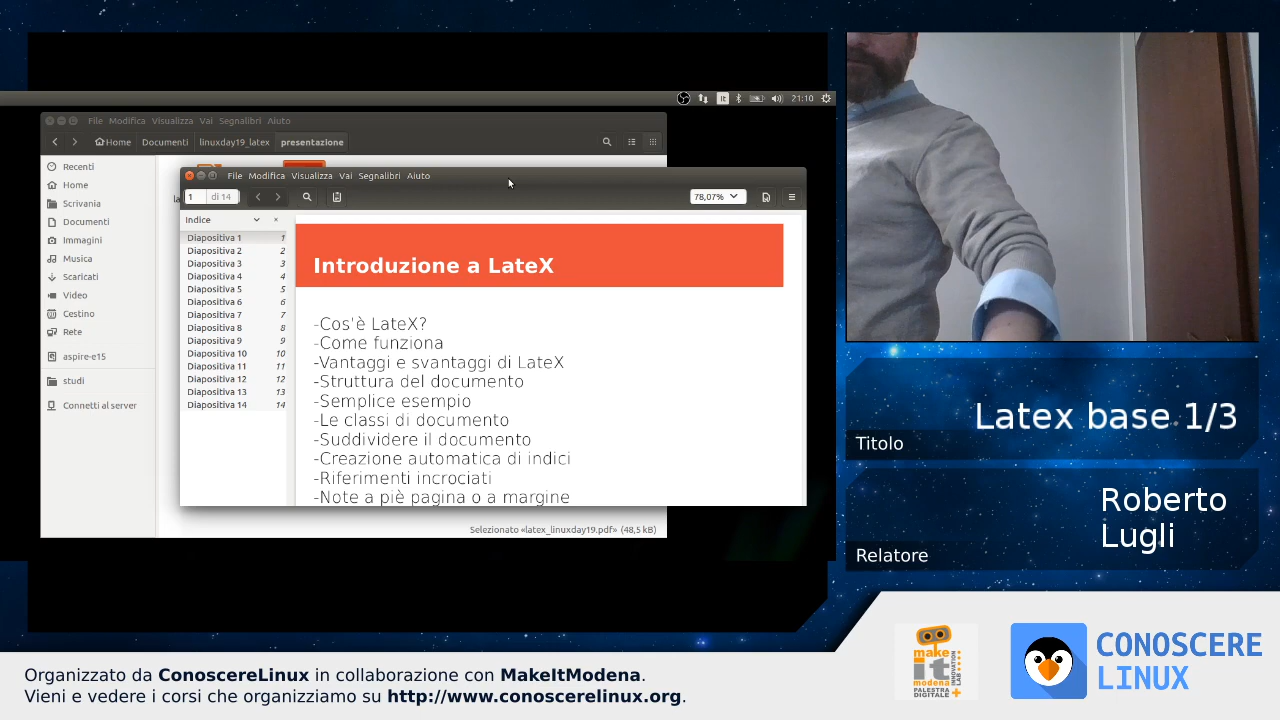 It
21:10
File Modifica Visualizza Vai Segnalibri Aiuto
Home Documenti linuxday19_latex presentazione
Recenti
Home
Scrivania
Documenti
Immagini
Musica
Scaricati
Video
Cestino
Rete
aspire-e15
studi
Connetti al server
la
File Modifica Visualizza Vai Segnalibri Aiuto
1 di 14
78,07%
Indice
Diapositiva 1 1
Diapositiva 2 2
Diapositiva 3 3
Diapositiva 4 4
Diapositiva 5 5
Diapositiva 6 6
Diapositiva 7 7
Diapositiva 8 8
Diapositiva 9 9
Diapositiva 10 10
Diapositiva 11 11
Diapositiva 12 12
Diapositiva 13 13
Diapositiva 14 14
Introduzione a LateX
-Cos'è LateX?
-Come funziona
-Vantaggi e svantaggi di LateX
-Struttura del documento
-Semplice esempio
-Le classi di documento
-Suddividere il documento
-Creazione automatica di indici
-Riferimenti incrociati
-Note a piè pagina o a margine
Selezionato «latex_linuxday19.pdf» (48,5 kB)
Latex base 1/3
Titolo
Roberto
Lugli
Relatore
Organizzato da ConoscereLinux in collaborazione con MakeItModena.
Vieni e vedere i corsi che organizziamo su http://www.conoscerelinux.org.
make
it
modena
PALESTRA
DIGITALE
INNOVATION
LAB
CONOSCERE
LINUX